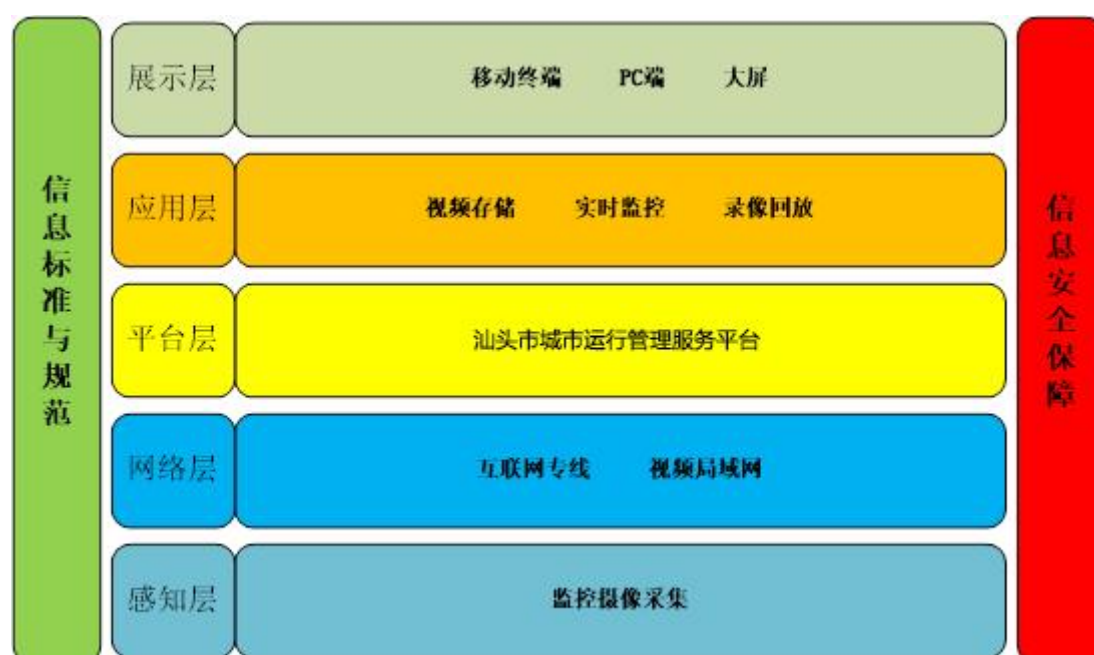 信息标准与规范
展示层
移动终端 PC端 大屏
应用层
视频存储 实时监控 录像回放
平台层
汕头市城市运行管理服务平台
网络层
互联网专线 视频局域网
感知层
监控摄像采集
信息安全保障